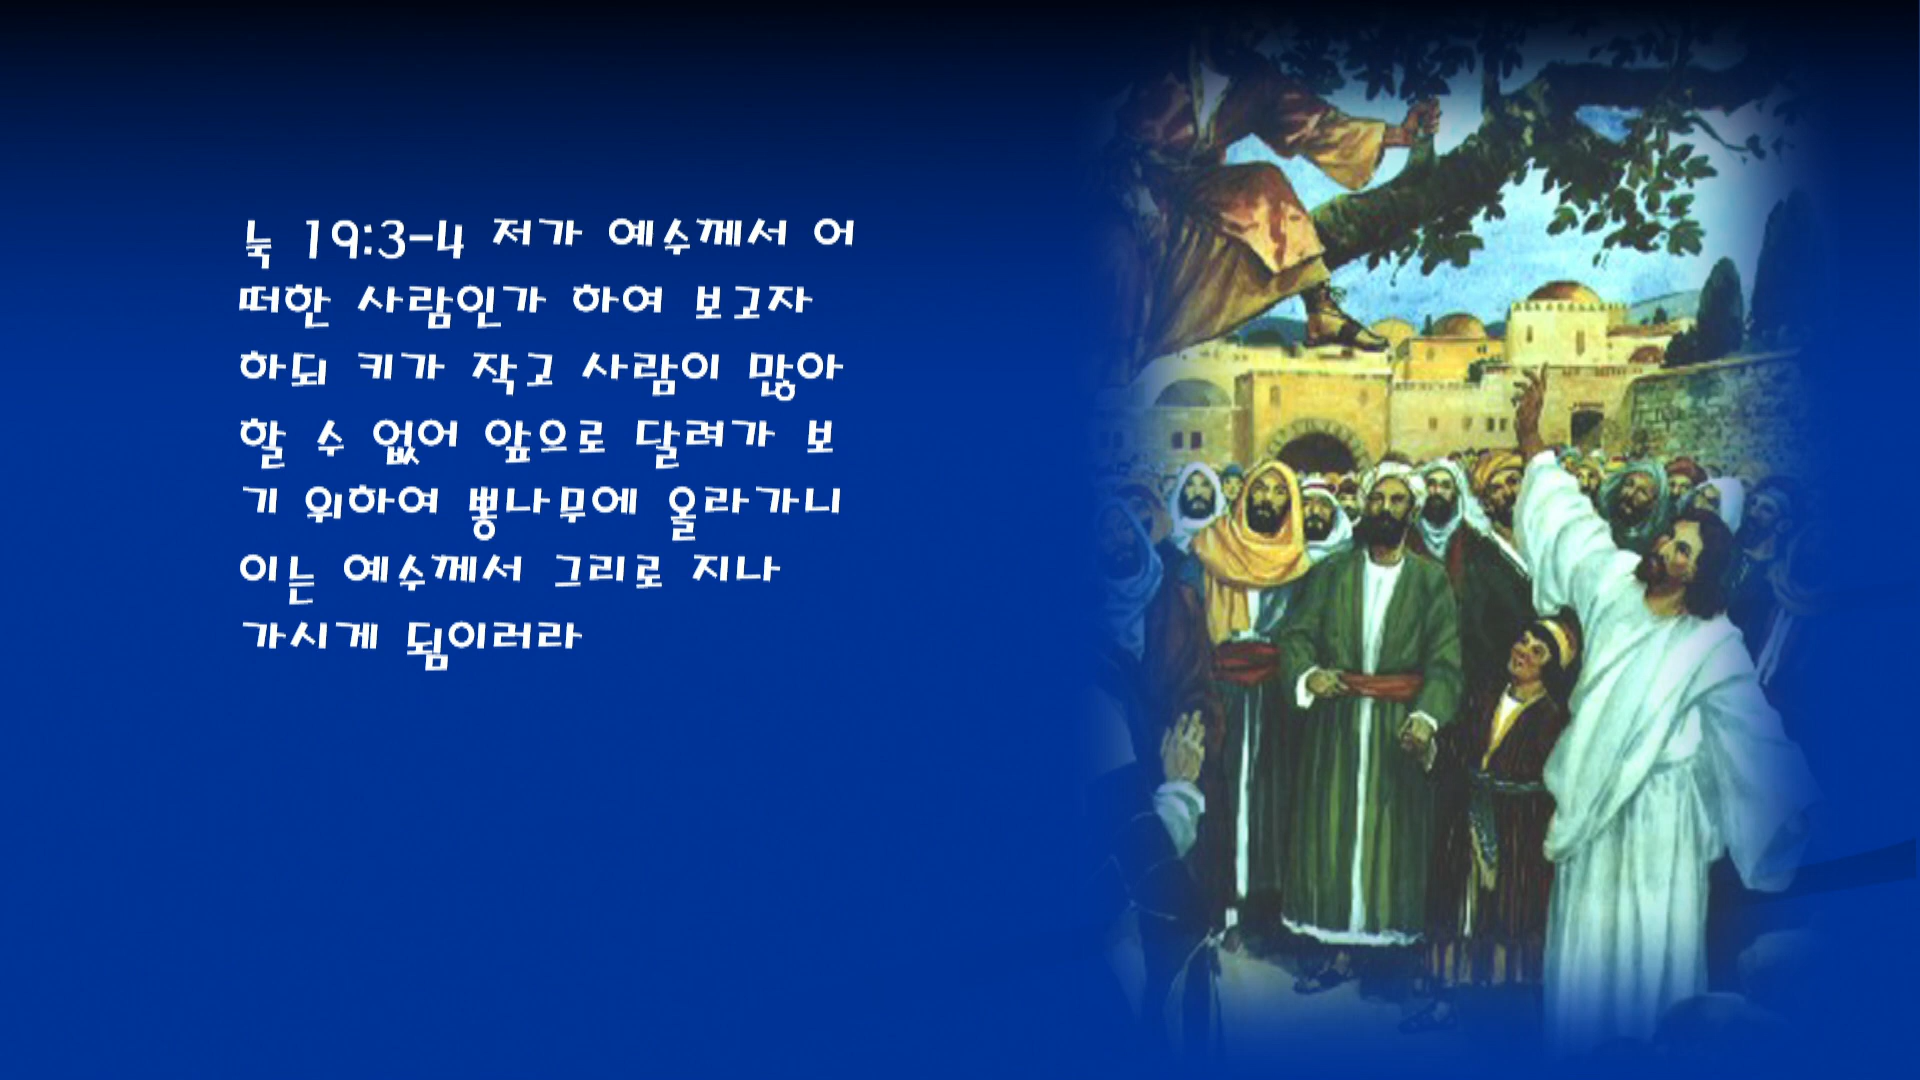 눅 19:3-4 저가 예수께서 어
떠한 사람인가 하여 보고자
하되 키가 작고 사람이 많아
할 수 없어 앞으로 달려가 보
기 위하여 뽕나무에 올라가니
이는 예수께서 그리로 지나
가시게 됨이러라